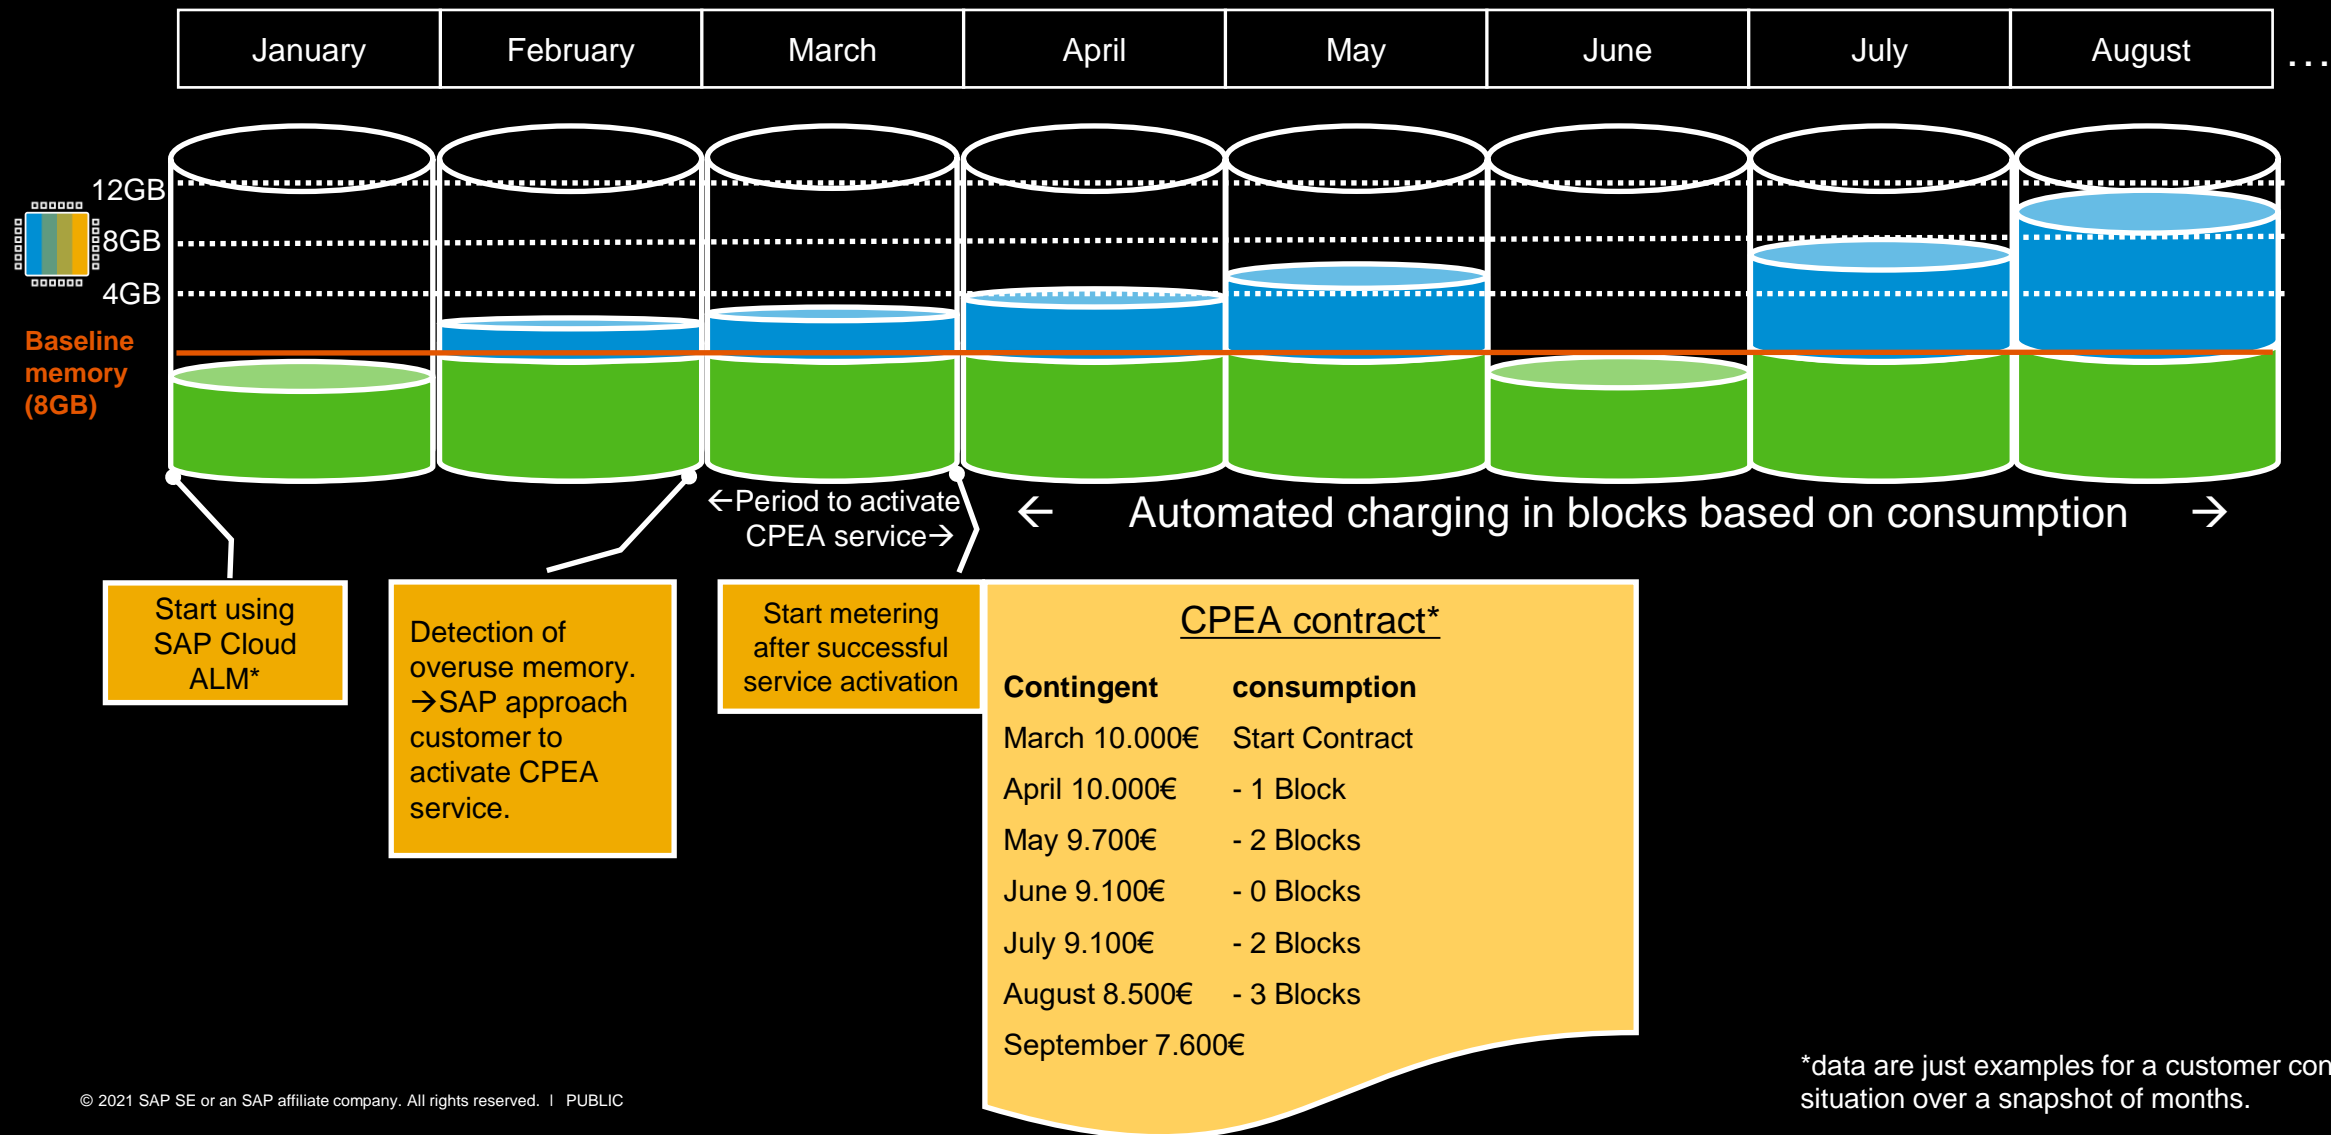 January February March April May June July August ...
12GB
8GB
4GB
Baseline
memory
(8GB)
←Period to activate
CPEA service→
← Automated charging in blocks based on consumption →
Start using
SAP Cloud
ALM*
Detection of
overuse memory.
→SAP approach
customer to
activate CPEA
service.
Start metering
after successful
service activation
CPEA contract*
Contingent consumption
March 10.000€ Start Contract
April 10.000€ - 1 Block
May 9.700€ - 2 Blocks
June 9.100€ - 0 Blocks
July 9.100€ - 2 Blocks
August 8.500€ - 3 Blocks
September 7.600€
*data are just examples for a customer con
situation over a snapshot of months.
© 2021 SAP SE or an SAP affiliate company. All rights reserved. ǀ PUBLIC